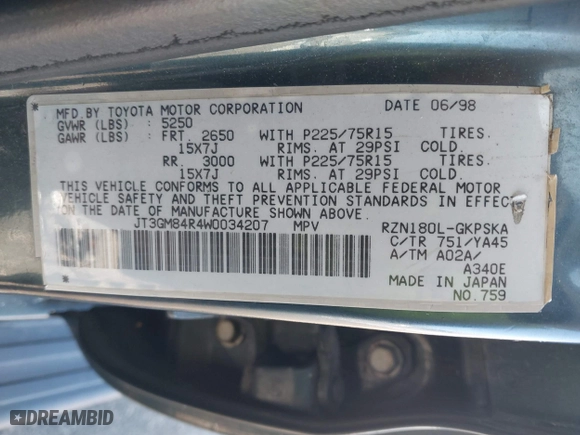 MFD BY TOYOTA MOTOR CORPORATION DATE 06/98
GVWR (LBS) : 5250
GAWR (LBS) : FRT. 2650 WITH P225/75R15 TIRES.
15X7J RIMS. AT 29PSI COLD.
RR. 3000 WITH P225/75R15 TIRES.
15X7J RIMS. AT 29PSI COLD.
THIS VEHICLE CONFORMS TO ALL APPLICABLE FEDERAL MOTOR
VEHICLE SAFETY AND THEFT PREVENTION STANDARDS IN EFFECT
ON THE DATE OF MANUFACTURE SHOWN ABOVE.
JT3GM84R4W0034207 MPV RZN180L-GKPSKA
C/TR 751/YA45
A/TM A02A/
A340E
MADE IN JAPAN
NO.759
DREAMBID